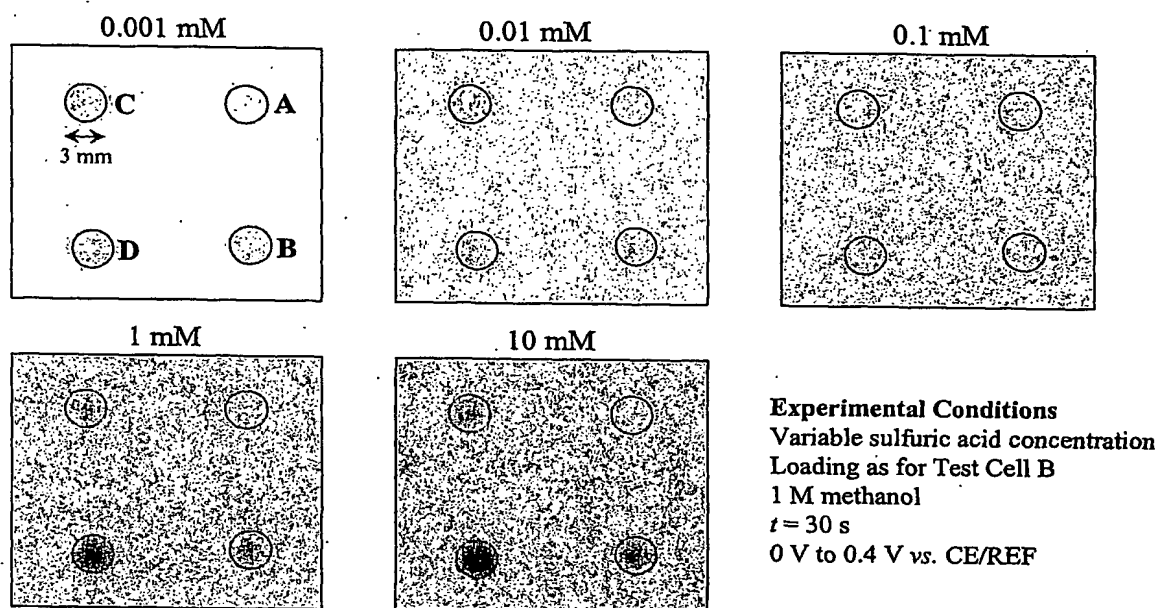 0.001 mM
0.01 mM
0.1 mM
C
A
3 mm
D
B
1 mM
10 mM
Experimental Conditions
Variable sulfuric acid concentration
Loading as for Test Cell B
1 M methanol
t = 30 s
0 V to 0.4 V vs. CE/REF